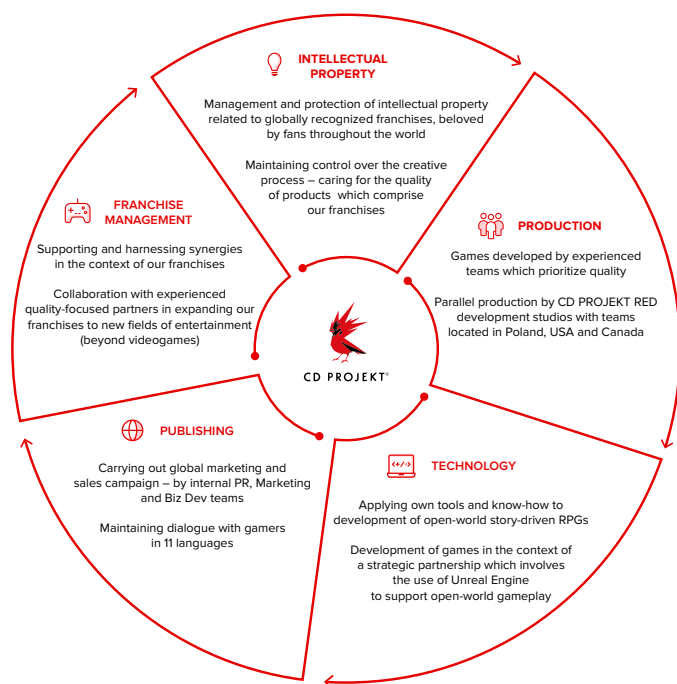 INTELLECTUAL
PROPERTY
Management and protection of intellectual property
related to globally recognized franchises, beloved
by fans throughout the world
Maintaining control over the creative
process – caring for the quality
of products which comprise
our franchises
PRODUCTION
Games developed by experienced
teams which prioritize quality
Parallel production by CD PROJEKT RED
development studios with teams
located in Poland, USA and Canada
TECHNOLOGY
Applying own tools and know-how to
development of open-world story-driven RPGs
Development of games in the context of
a strategic partnership which involves
the use of Unreal Engine
to support open-world gameplay
PUBLISHING
Carrying out global marketing and
sales campaign – by internal PR, Marketing
and Biz Dev teams
Maintaining dialogue with gamers
in 11 languages
FRANCHISE
MANAGEMENT
Supporting and harnessing synergies
in the context of our franchises
Collaboration with experienced
quality-focused partners in expanding our
franchises to new fields of entertainment
(beyond videogames)
CD PROJEKT®